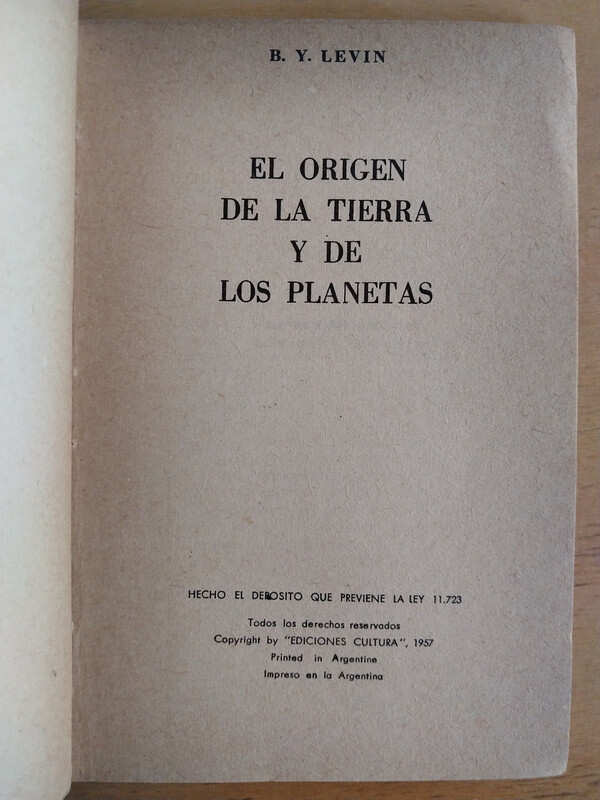 B. Y. LEVIN
EL ORIGEN
DE LA TIERRA
Y DE
LOS PLANETAS
HECHO EL DEPOSITO QUE PREVIENE LA LEY 11.723
Todos los derechos reservados
Copyright by "EDICIONES CULTURA", 1957
Printed in Argentine
Impreso en la Argentina